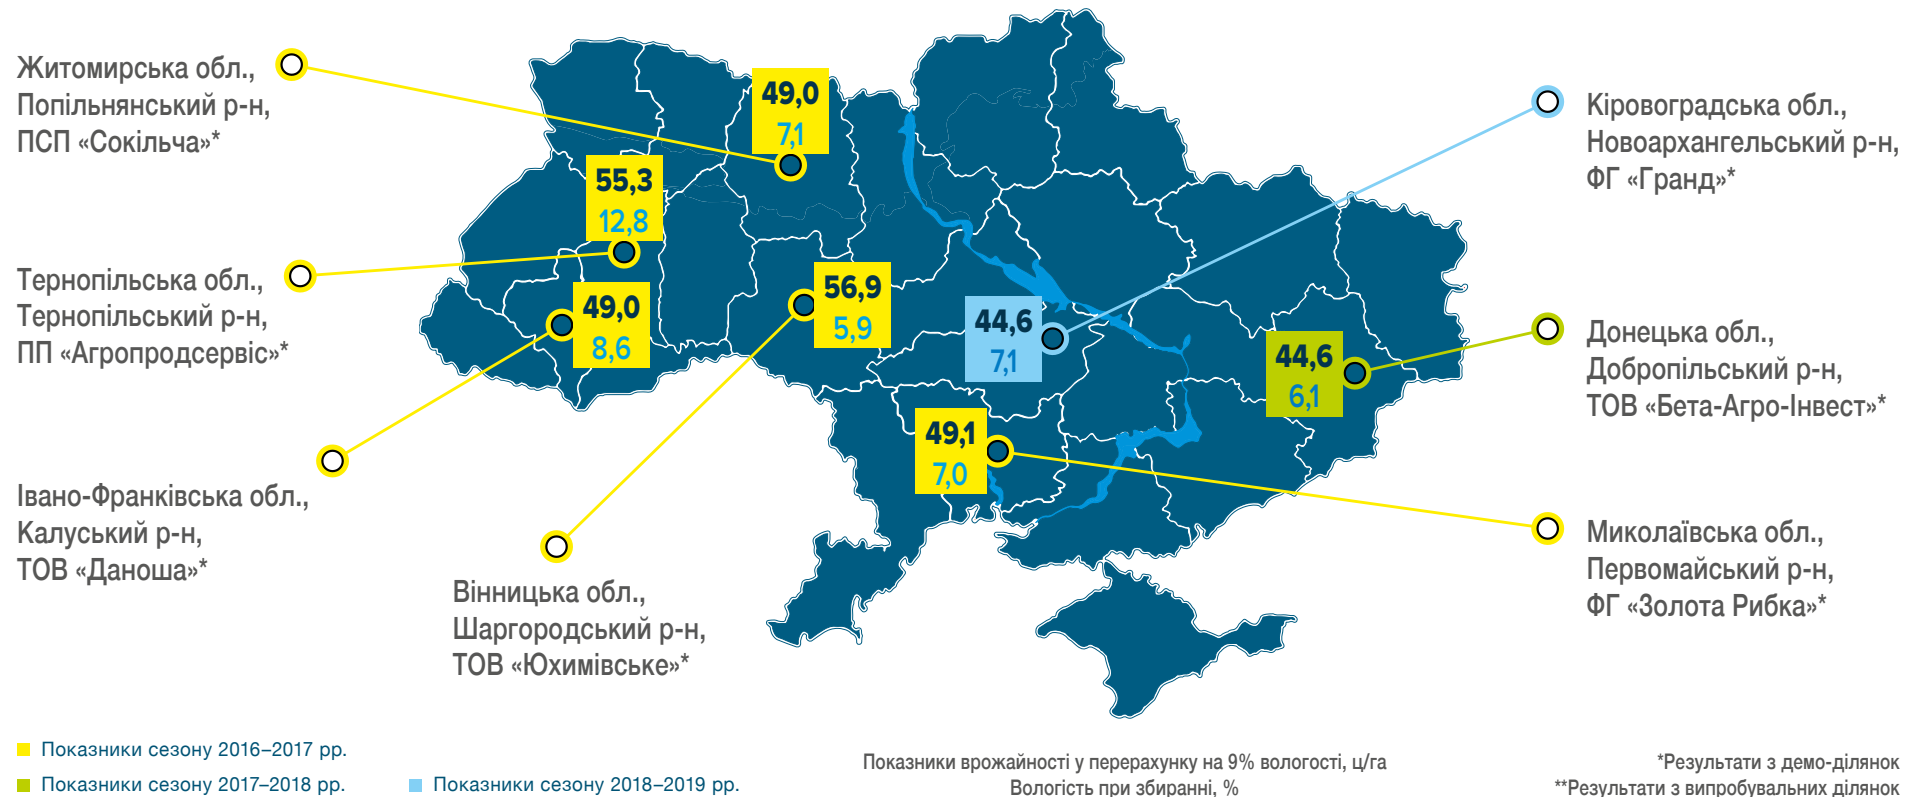 Житомирська обл.,
Попільнянський р-н,
ПСП «Сокільча»*
49,0
7,1
Кіровоградська обл.,
Новоархангельський р-н,
ФГ «Гранд»*
55,3
12,8
Тернопільська обл.,
Тернопільський р-н,
ПП «Агропродсервіс»*
49,0
8,6
56,9
5,9
44,6
7,1
44,6
6,1
Донецька обл.,
Добропільський р-н,
ТОВ «Бета-Агро-Інвест»*
49,1
7,0
Івано-Франківська обл.,
Калуський р-н,
ТОВ «Даноша»*
Вінницька обл.,
Шаргородський р-н,
ТОВ «Юхимівське»*
Миколаївська обл.,
Первомайський р-н,
ФГ «Золота Рибка»*
Показники сезону 2016–2017 рр.
Показники сезону 2017–2018 рр.
Показники сезону 2018–2019 рр.
Показники врожайності у перерахунку на 9% вологості, ц/га
Вологість при збиранні, %
*Результати з демо-ділянок
**Результати з випробувальних ділянок